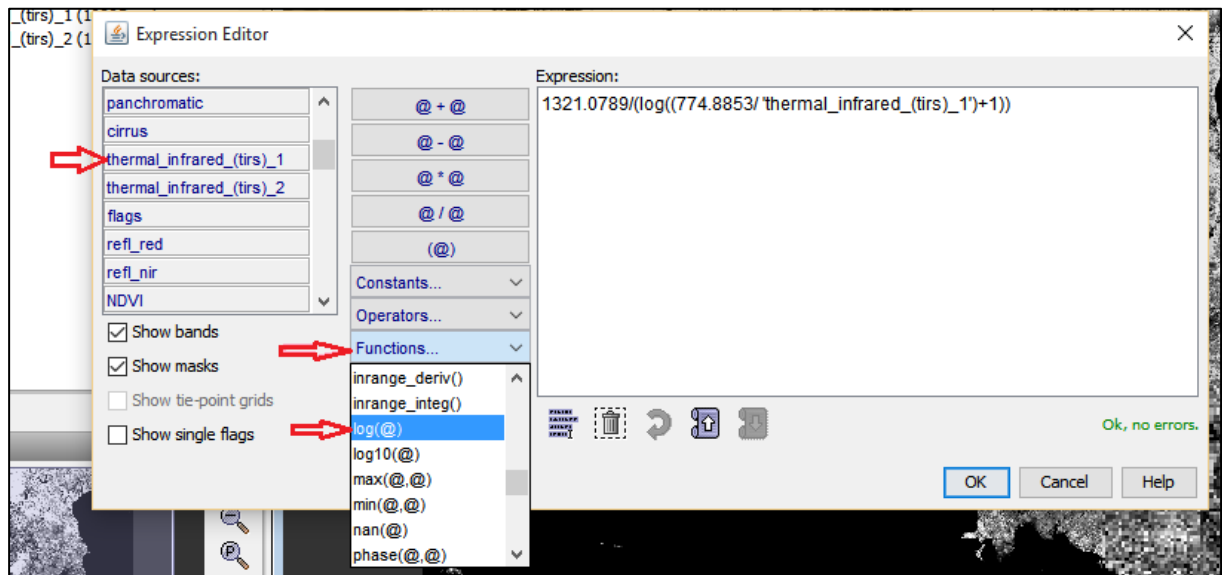 _(tirs)_1 (1
_(tirs)_2 (1
Expression Editor
Data sources:
panchromatic
cirrus
thermal_infrared_(tirs)_1
thermal_infrared_(tirs)_2
flags
refl_red
refl_nir
NDVI
Show bands
Show masks
Show tie-point grids
Show single flags
@ + @
@ - @
@ * @
@ / @
(@)
Constants...
Operators...
Functions...
inrange_deriv()
inrange_integ()
log(@)
log10(@)
max(@,@)
min(@,@)
nan(@)
phase(@,@)
Expression:
1321.0789/(log((774.8853/ 'thermal_infrared_(tirs)_1')+1))
Ok, no errors.
OK Cancel Help
P